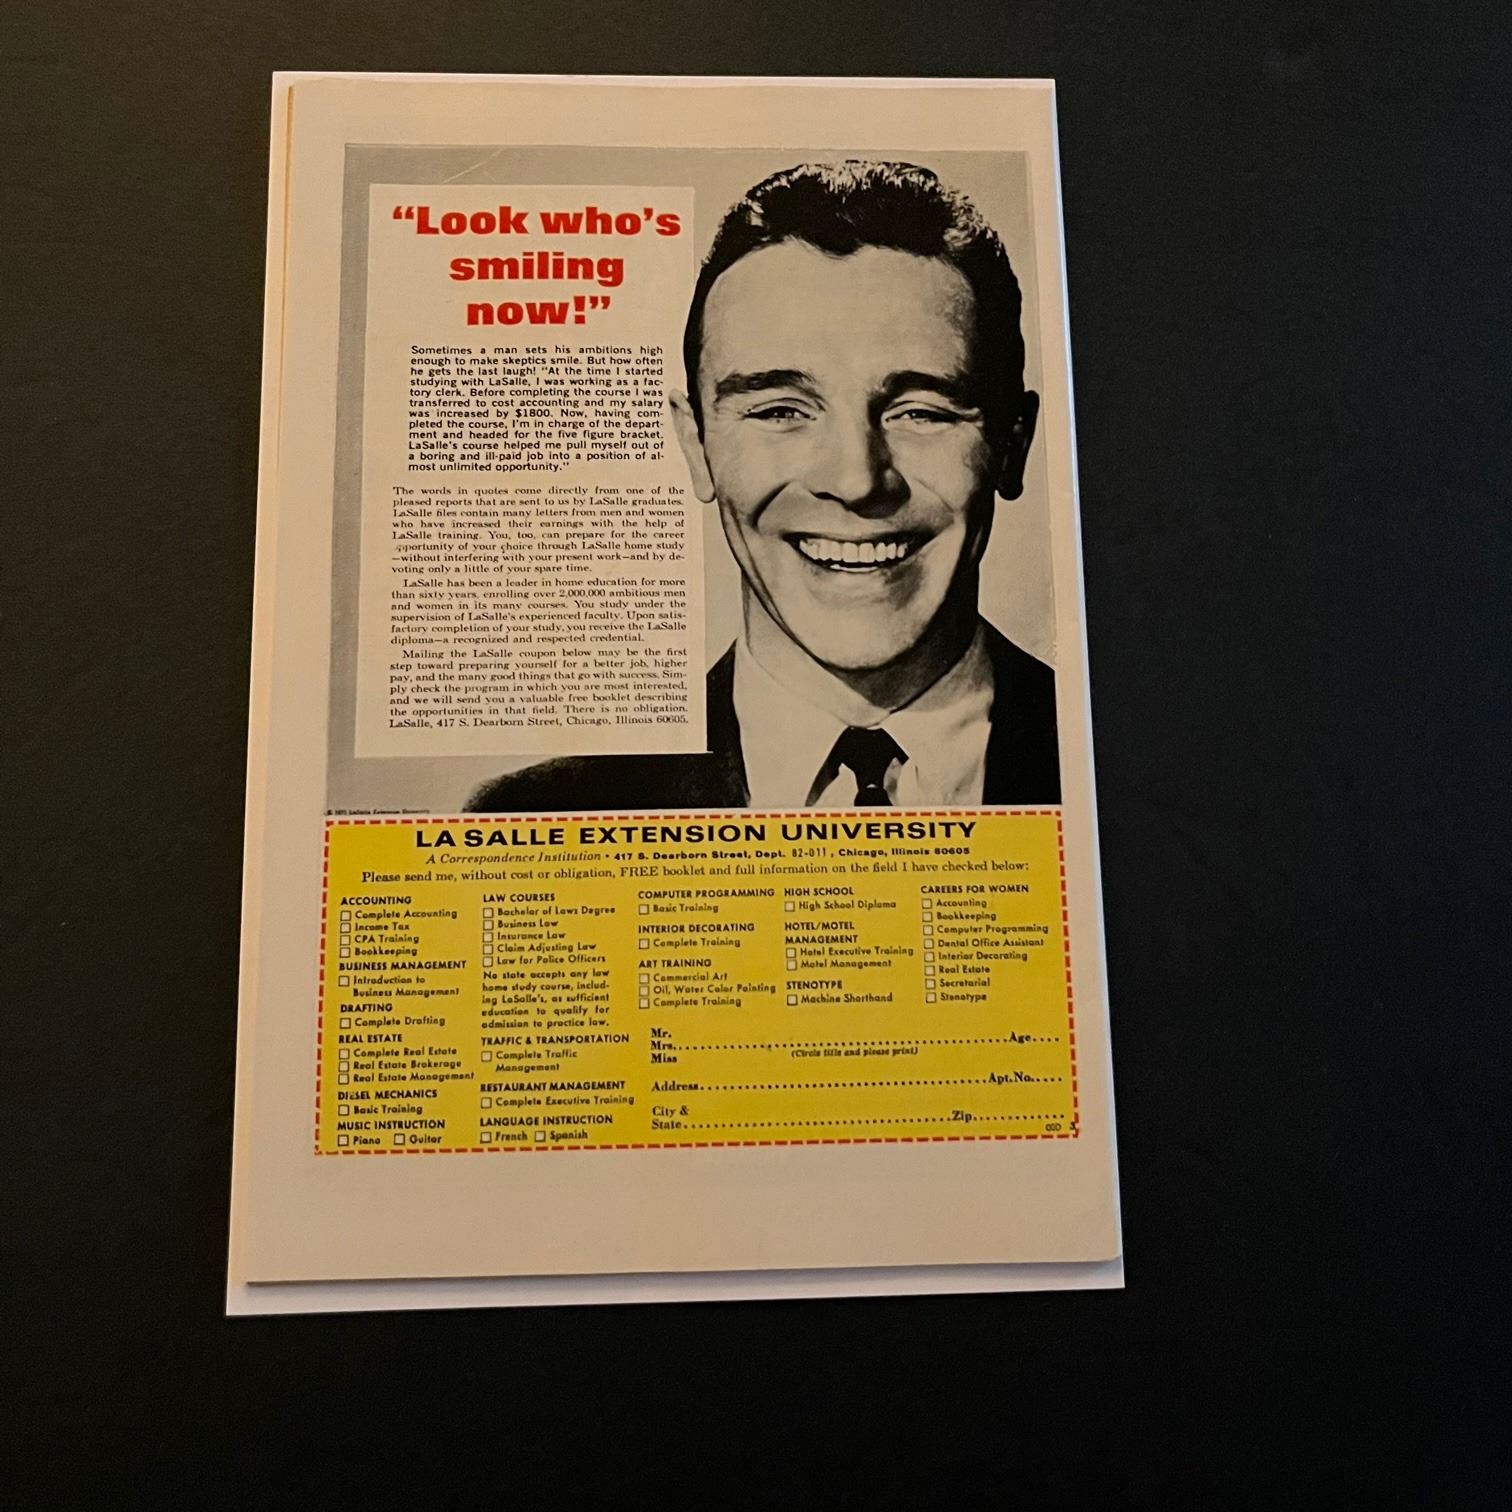 “Look who’s
smiling
now!”
Sometimes a man sets his ambitions high
enough to make skeptics smile. But how often
he gets the last laugh! "At the time I started
studying with LaSalle, I was working as a fac-
tory clerk. Before completing the course I was
transferred to cost accounting and my salary
was increased by $1800. Now, having com-
pleted the course, I'm in charge of the depart-
ment and headed for the five figure bracket.
LaSalle's course helped me pull myself out of
a boring and ill-paid job into a position of al-
most unlimited opportunity."
The words in quotes come directly from one of the
pleased reports that are sent to us by LaSalle graduates.
LaSalle files contain many letters from men and women
who have increased their earnings with the help of
LaSalle training. You, too, can prepare for the career
opportunity of your choice through LaSalle home study
—without interfering with your present work—and by de-
voting only a little of your spare time.
LaSalle has been a leader in home education for more
than sixty years, enrolling over 2,000,000 ambitious men
and women in its many courses. You study under the
supervision of LaSalle's experienced faculty. Upon satis-
factory completion of your study, you receive the LaSalle
diploma—a recognized and respected credential.
Mailing the LaSalle coupon below may be the first
step toward preparing yourself for a better job, higher
pay, and the many good things that go with success. Sim-
ply check the program in which you are most interested,
and we will send you a valuable free booklet describing
the opportunities in that field. There is no obligation.
LaSalle, 417 S. Dearborn Street, Chicago, Illinois 60605.
LaSalle Extension University
LA SALLE EXTENSION UNIVERSITY
A Correspondence Institution • 417 S. Dearborn Street, Dept. 82-011, Chicago, Illinois 60605
Please send me, without cost or obligation, FREE booklet and full information on the field I have checked below:
ACCOUNTING
Complete Accounting
Income Tax
CPA Training
Bookkeeping
BUSINESS MANAGEMENT
Introduction to
Business Management
DRAFTING
Complete Drafting
REAL ESTATE
Complete Real Estate
Real Estate Brokerage
Real Estate Management
DIESEL MECHANICS
Basic Training
MUSIC INSTRUCTION
Piano Guitar
LAW COURSES
Bachelor of Laws Degree
Business Law
Insurance Law
Claim Adjusting Law
Law for Police Officers
No state accepts any law
home study course, includ-
ing LaSalle's, as sufficient
education to qualify for
admission to practice law.
TRAFFIC & TRANSPORTATION
Complete Traffic
Management
RESTAURANT MANAGEMENT
Complete Executive Training
LANGUAGE INSTRUCTION
French Spanish
COMPUTER PROGRAMMING
Basic Training
INTERIOR DECORATING
Complete Training
ART TRAINING
Commercial Art
Oil, Water Color Painting
Complete Training
HIGH SCHOOL
High School Diploma
HOTEL/MOTEL
MANAGEMENT
Hotel Executive Training
Motel Management
STENOTYPE
Machine Shorthand
CAREERS FOR WOMEN
Accounting
Bookkeeping
Computer Programming
Dental Office Assistant
Interior Decorating
Real Estate
Secretarial
Stenotype
Mr.
Mrs. Age
Miss (Circle title and please print)
Address Apt. No.
City &
State Zip